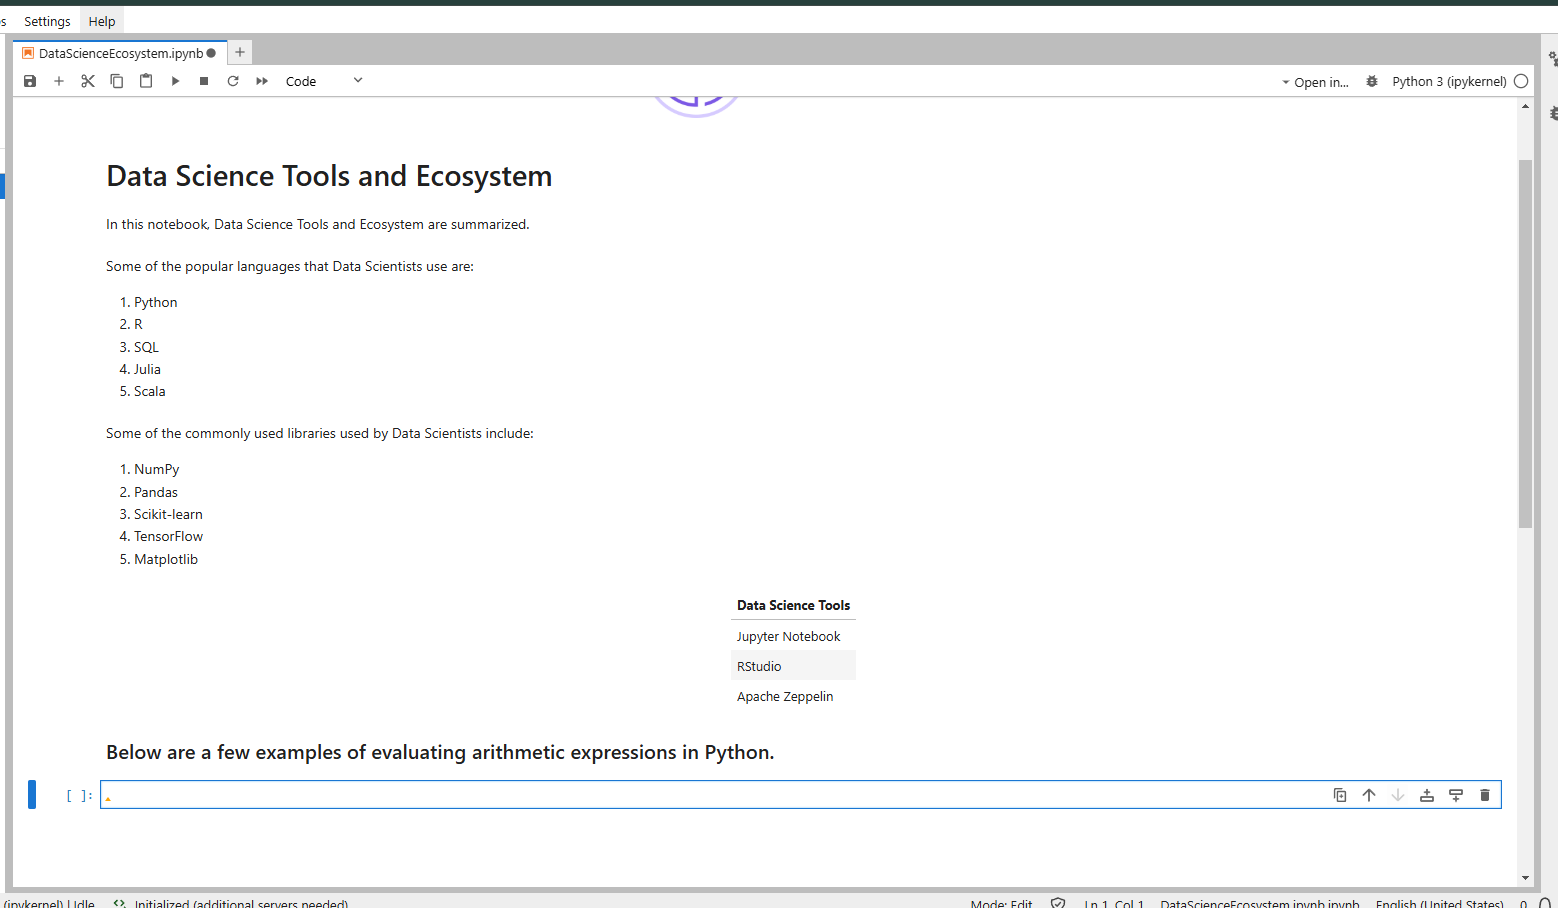 Settings Help
DataScienceEcosystem.ipynb
Code
Open in... Python 3 (ipykernel)
Data Science Tools and Ecosystem
In this notebook, Data Science Tools and Ecosystem are summarized.
Some of the popular languages that Data Scientists use are:
1. Python
2. R
3. SQL
4. Julia
5. Scala
Some of the commonly used libraries used by Data Scientists include:
1. NumPy
2. Pandas
3. Scikit-learn
4. TensorFlow
5. Matplotlib
Data Science Tools
Jupyter Notebook
RStudio
Apache Zeppelin
Below are a few examples of evaluating arithmetic expressions in Python.
[ ]:
(ipykernel) | Idle Initialized (additional servers needed) Mode: Edit Ln 1, Col 1 DataScienceEcosystem.ipynb.ipynb English (United States) 0